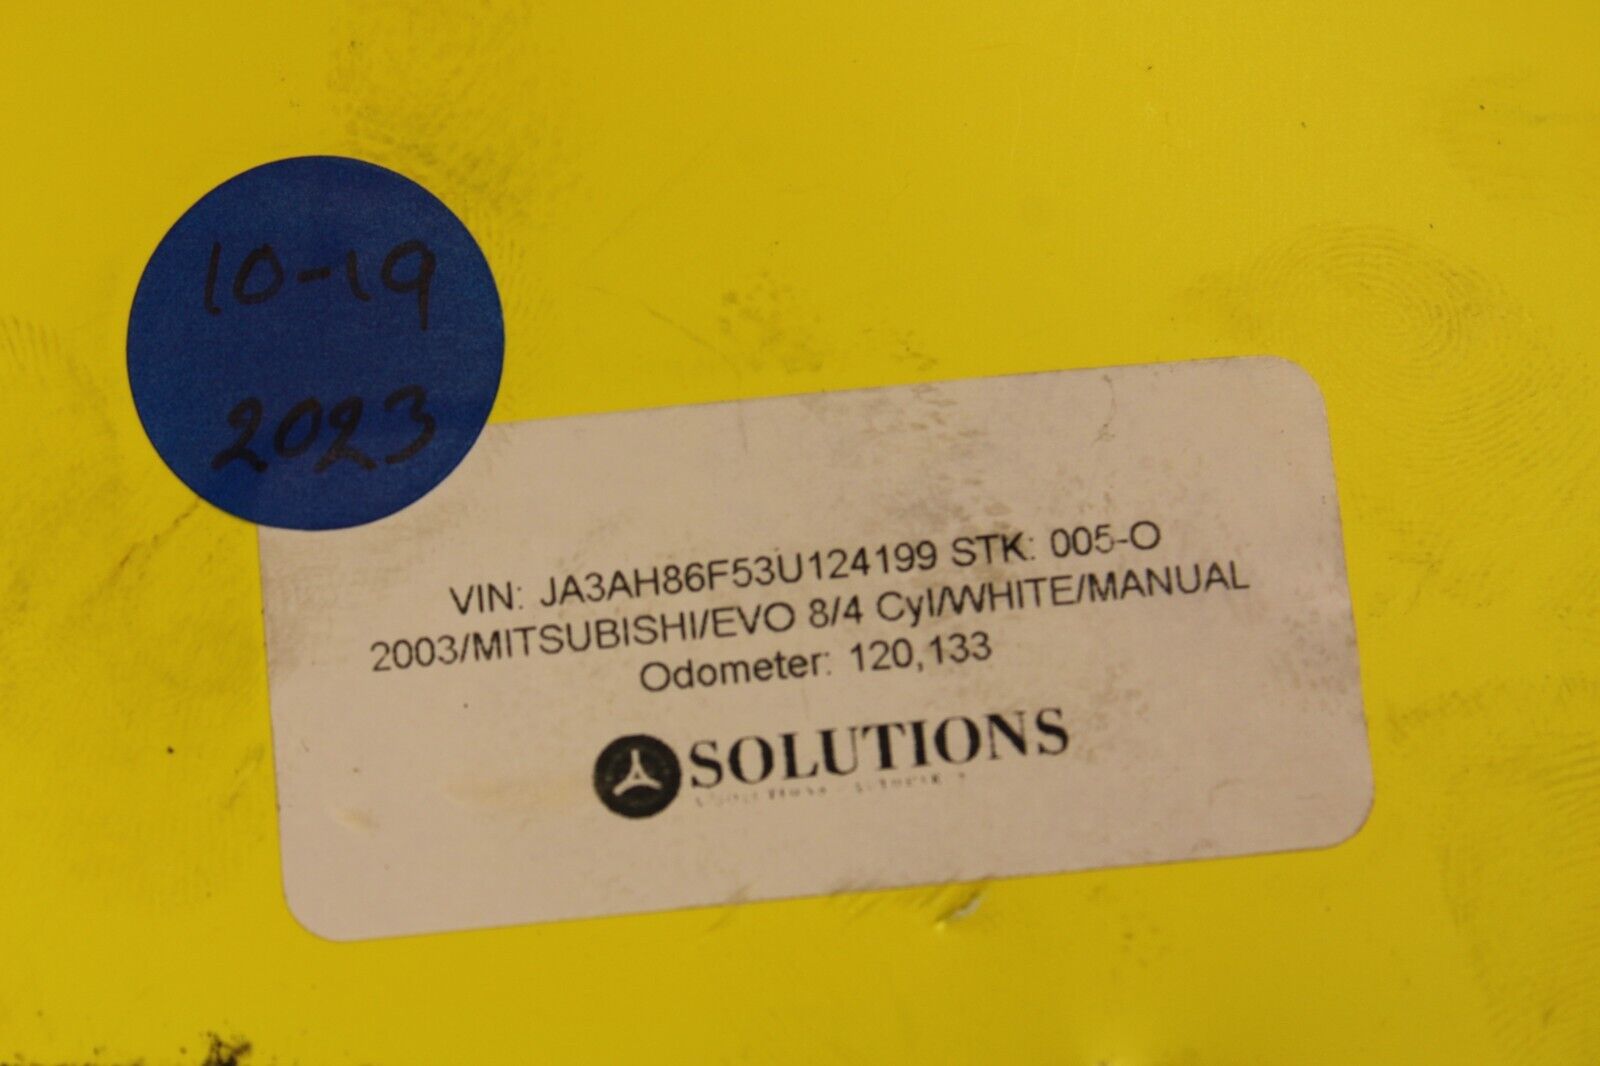 10-19
2023
VIN: JA3AH86F53U124199 STK: 005-O
2003/MITSUBISHI/EVO 8/4 Cyl/WHITE/MANUAL
Odometer: 120,133
SOLUTIONS